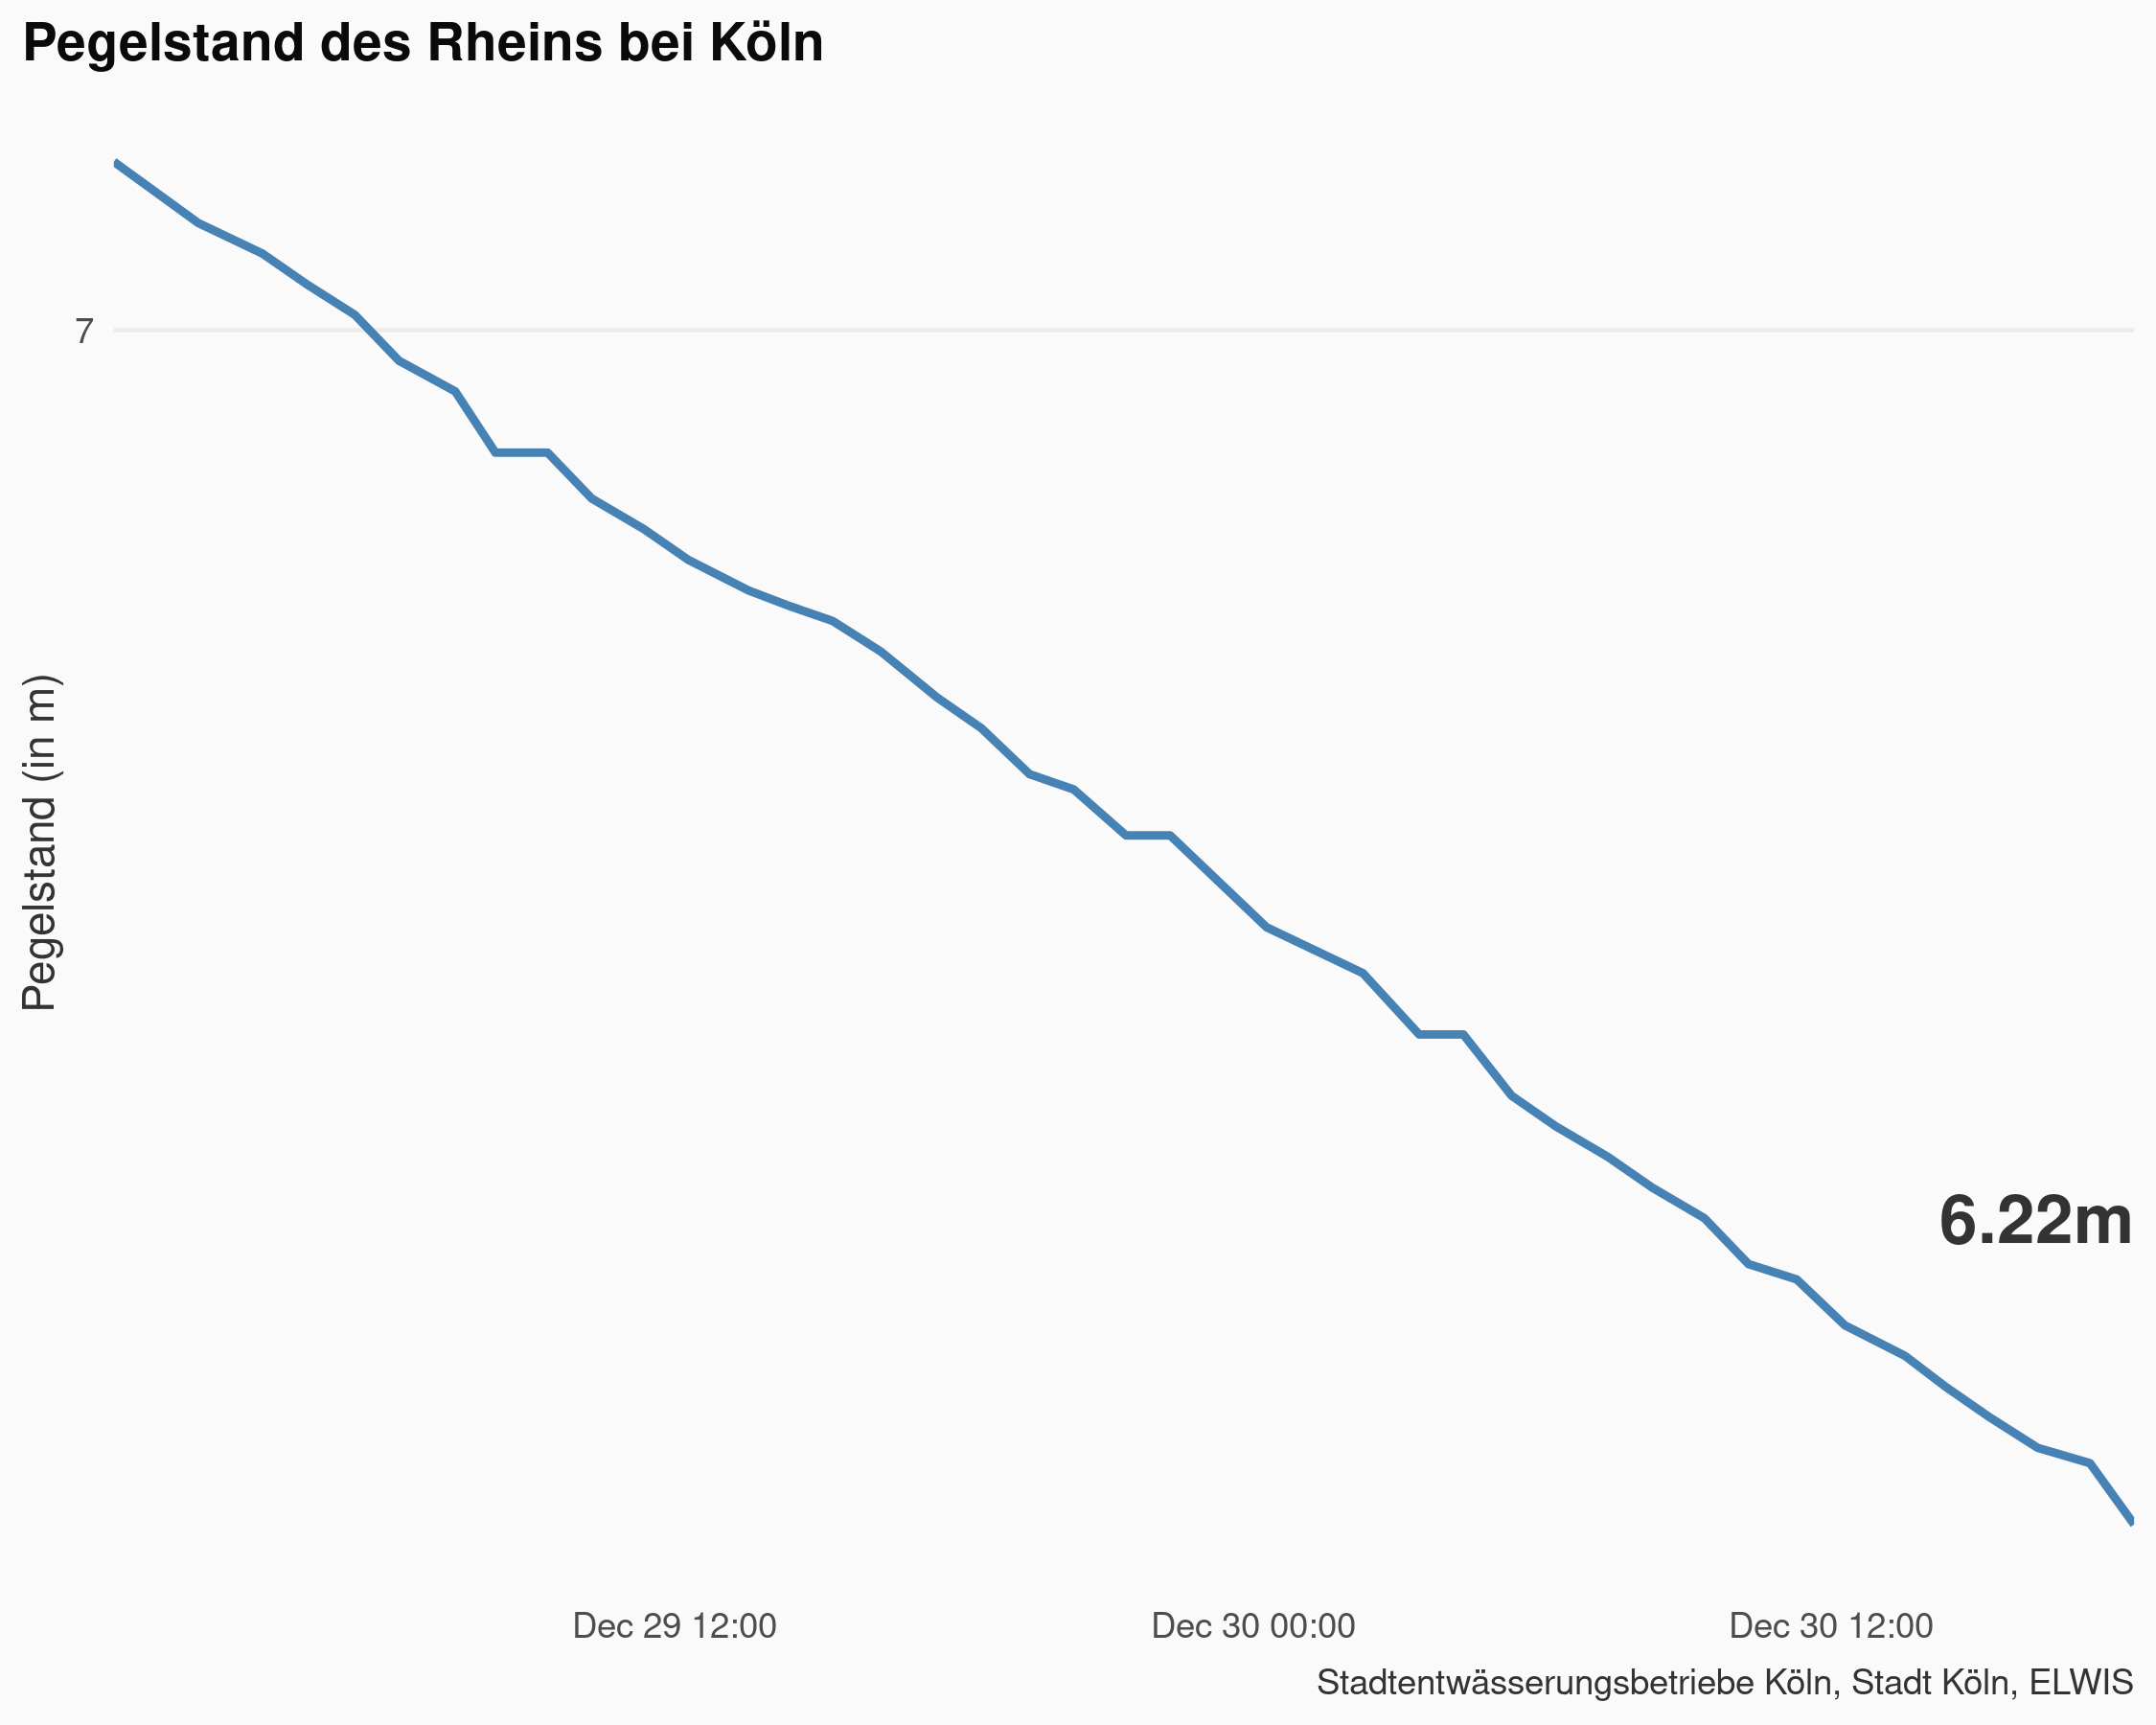 Pegelstand des Rheins bei Köln
7
Pegelstand (in m)
6.22m
Dec 29 12:00
Dec 30 00:00
Dec 30 12:00
Stadtentwässerungsbetriebe Köln, Stadt Köln, ELWIS